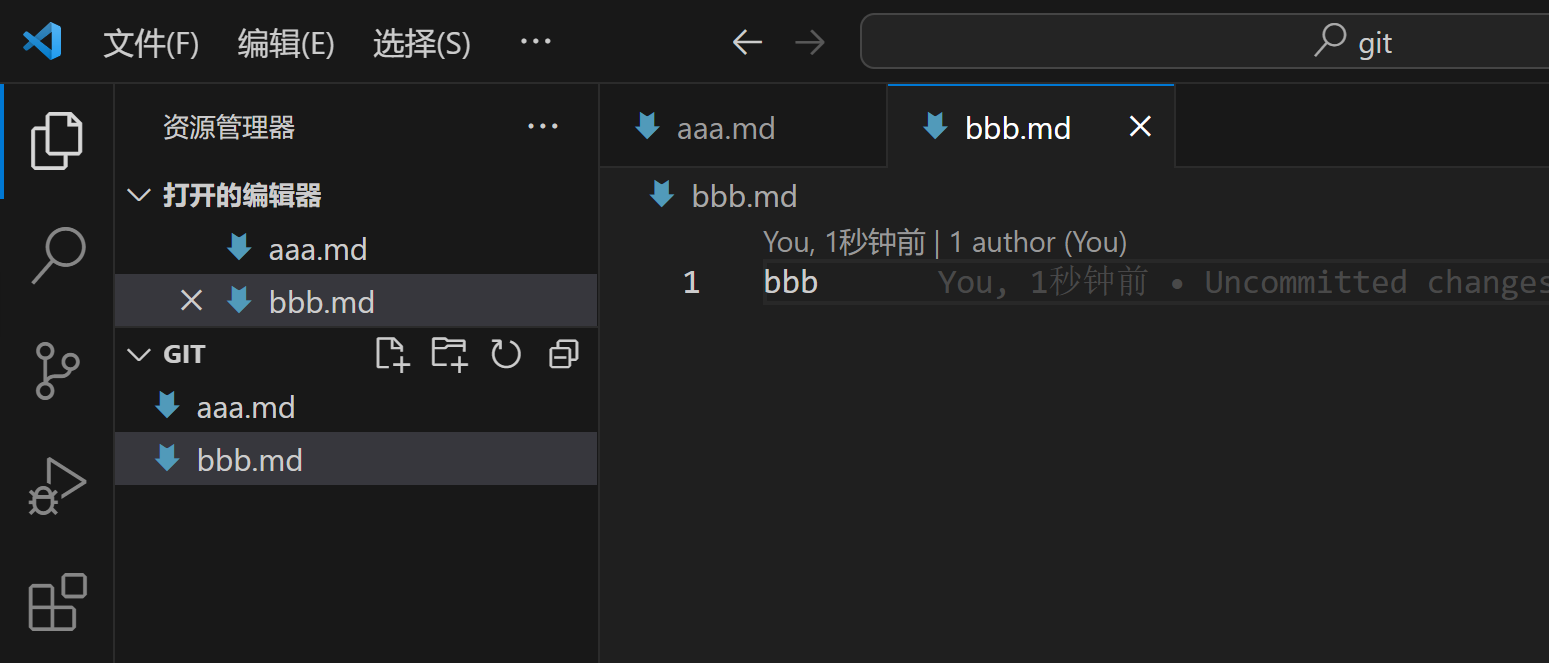 文件(F) 编辑(E) 选择(S) ··· git
资源管理器 ···
打开的编辑器
aaa.md
bbb.md
GIT
aaa.md
bbb.md
aaa.md bbb.md
bbb.md
You, 1秒钟前 | 1 author (You)
1 bbb You, 1秒钟前 • Uncommitted changes